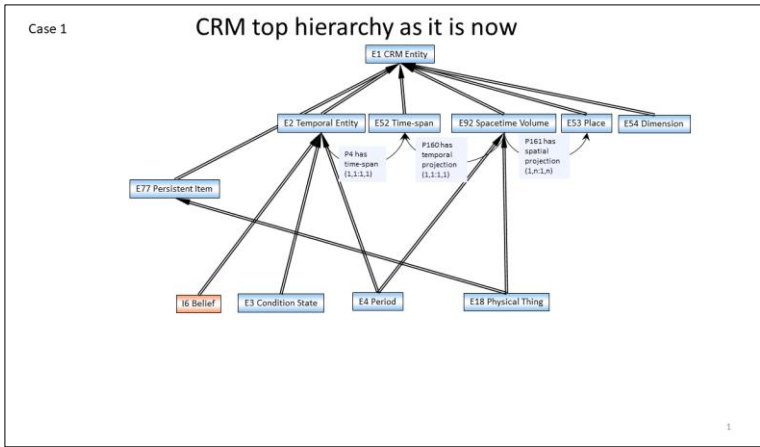 Case 1
CRM top hierarchy as it is now
E1 CRM Entity
E2 Temporal Entity
E52 Time-span
E92 Spacetime Volume
E53 Place
E54 Dimension
P4 has
time-span
(1,1:1,1)
P160 has
temporal
projection
(1,1:1,1)
P161 has
spatial
projection
(1,n:1,n)
E77 Persistent Item
I6 Belief
E3 Condition State
E4 Period
E18 Physical Thing
1